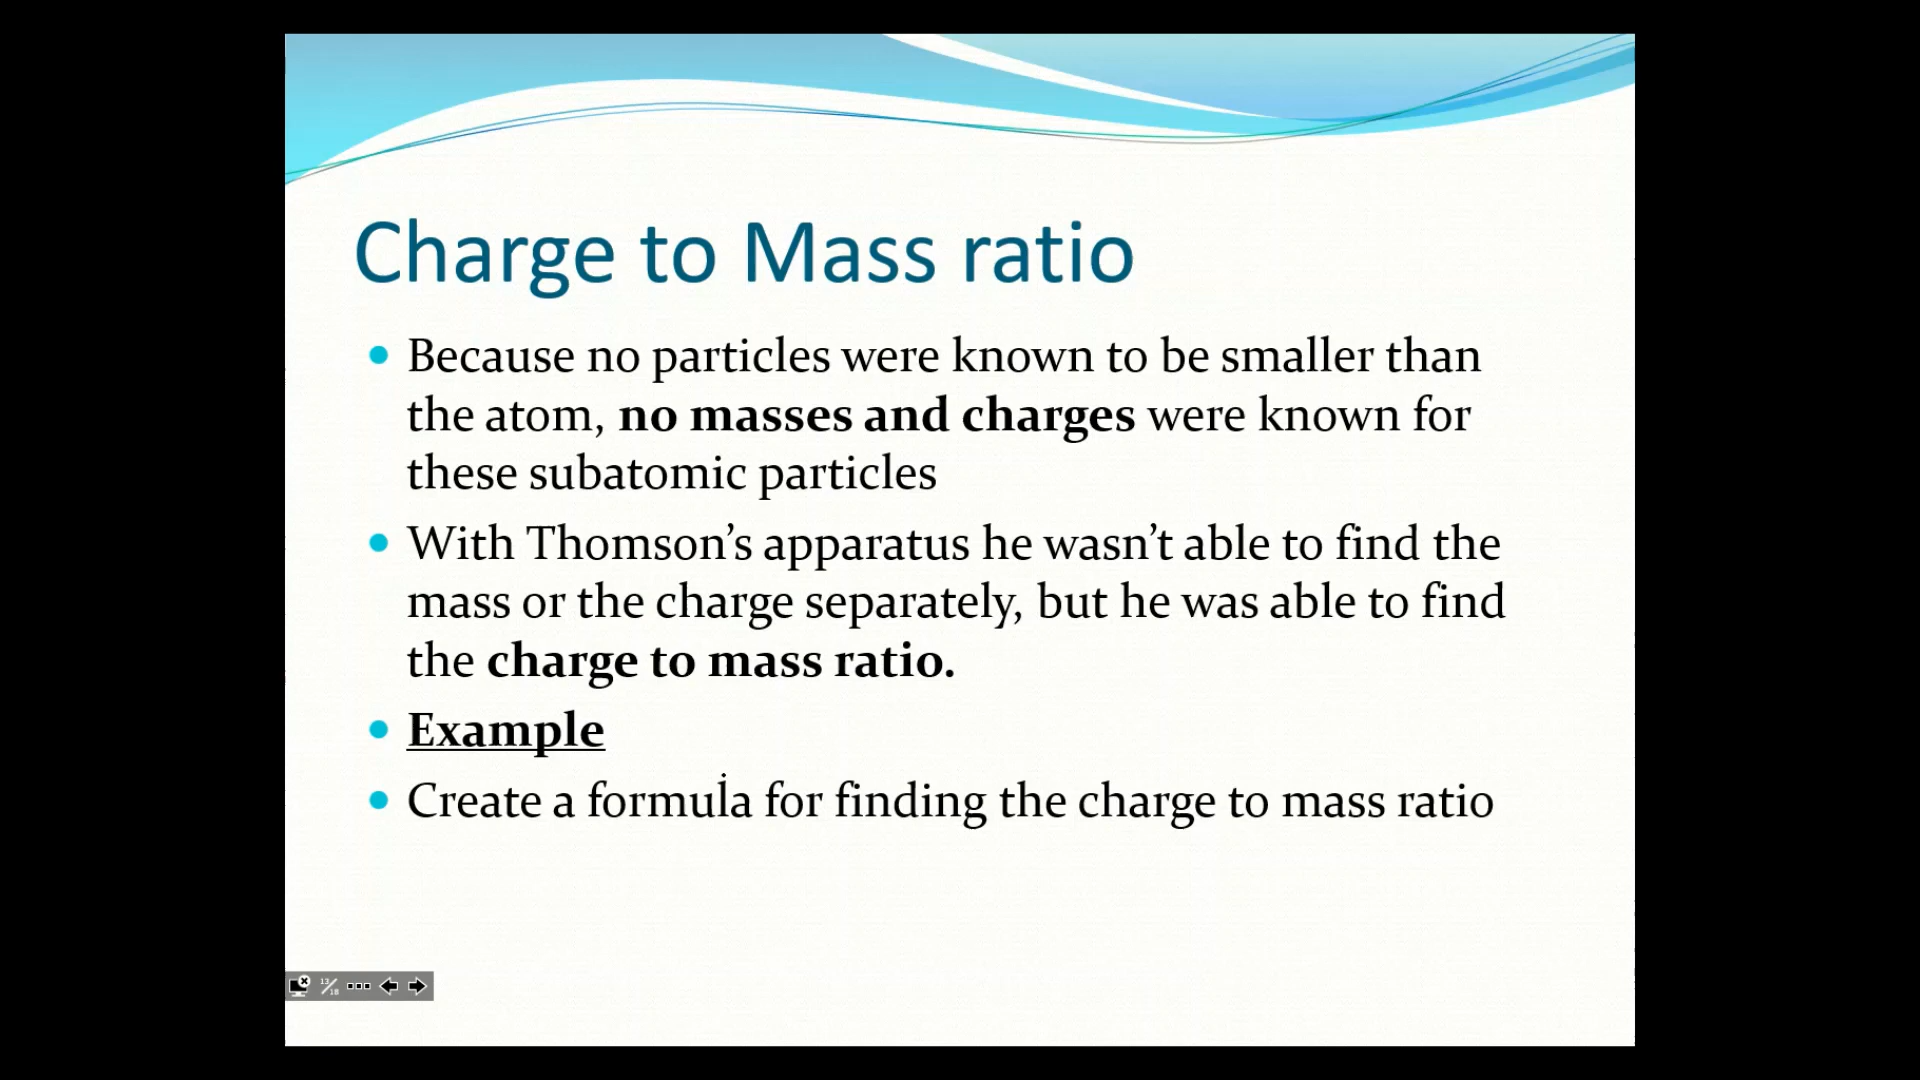 Charge to Mass ratio
Because no particles were known to be smaller than
the atom, no masses and charges were known for
these subatomic particles
With Thomson’s apparatus he wasn’t able to find the
mass or the charge separately, but he was able to find
the charge to mass ratio.
Example
Create a formula for finding the charge to mass ratio
13/18